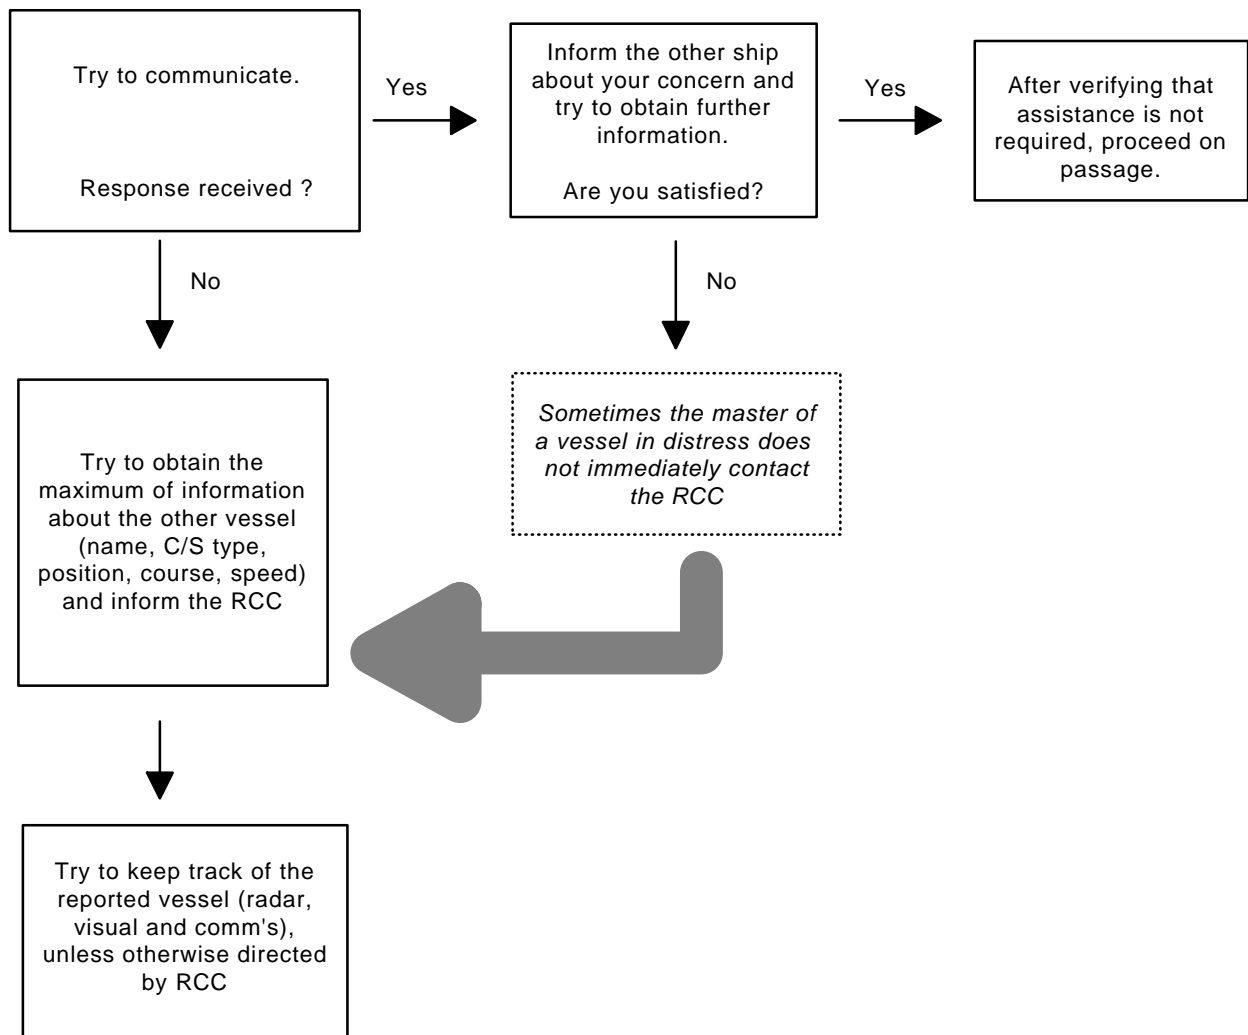 Try to communicate.
Response received ?
Yes
Inform the other ship
about your concern and
try to obtain further
information.
Are you satisfied?
Yes
After verifying that
assistance is not
required, proceed on
passage.
No
No
Try to obtain the
maximum of information
about the other vessel
(name, C/S type,
position, course, speed)
and inform the RCC
Sometimes the master of
a vessel in distress does
not immediately contact
the RCC
Try to keep track of the
reported vessel (radar,
visual and comm's),
unless otherwise directed
by RCC